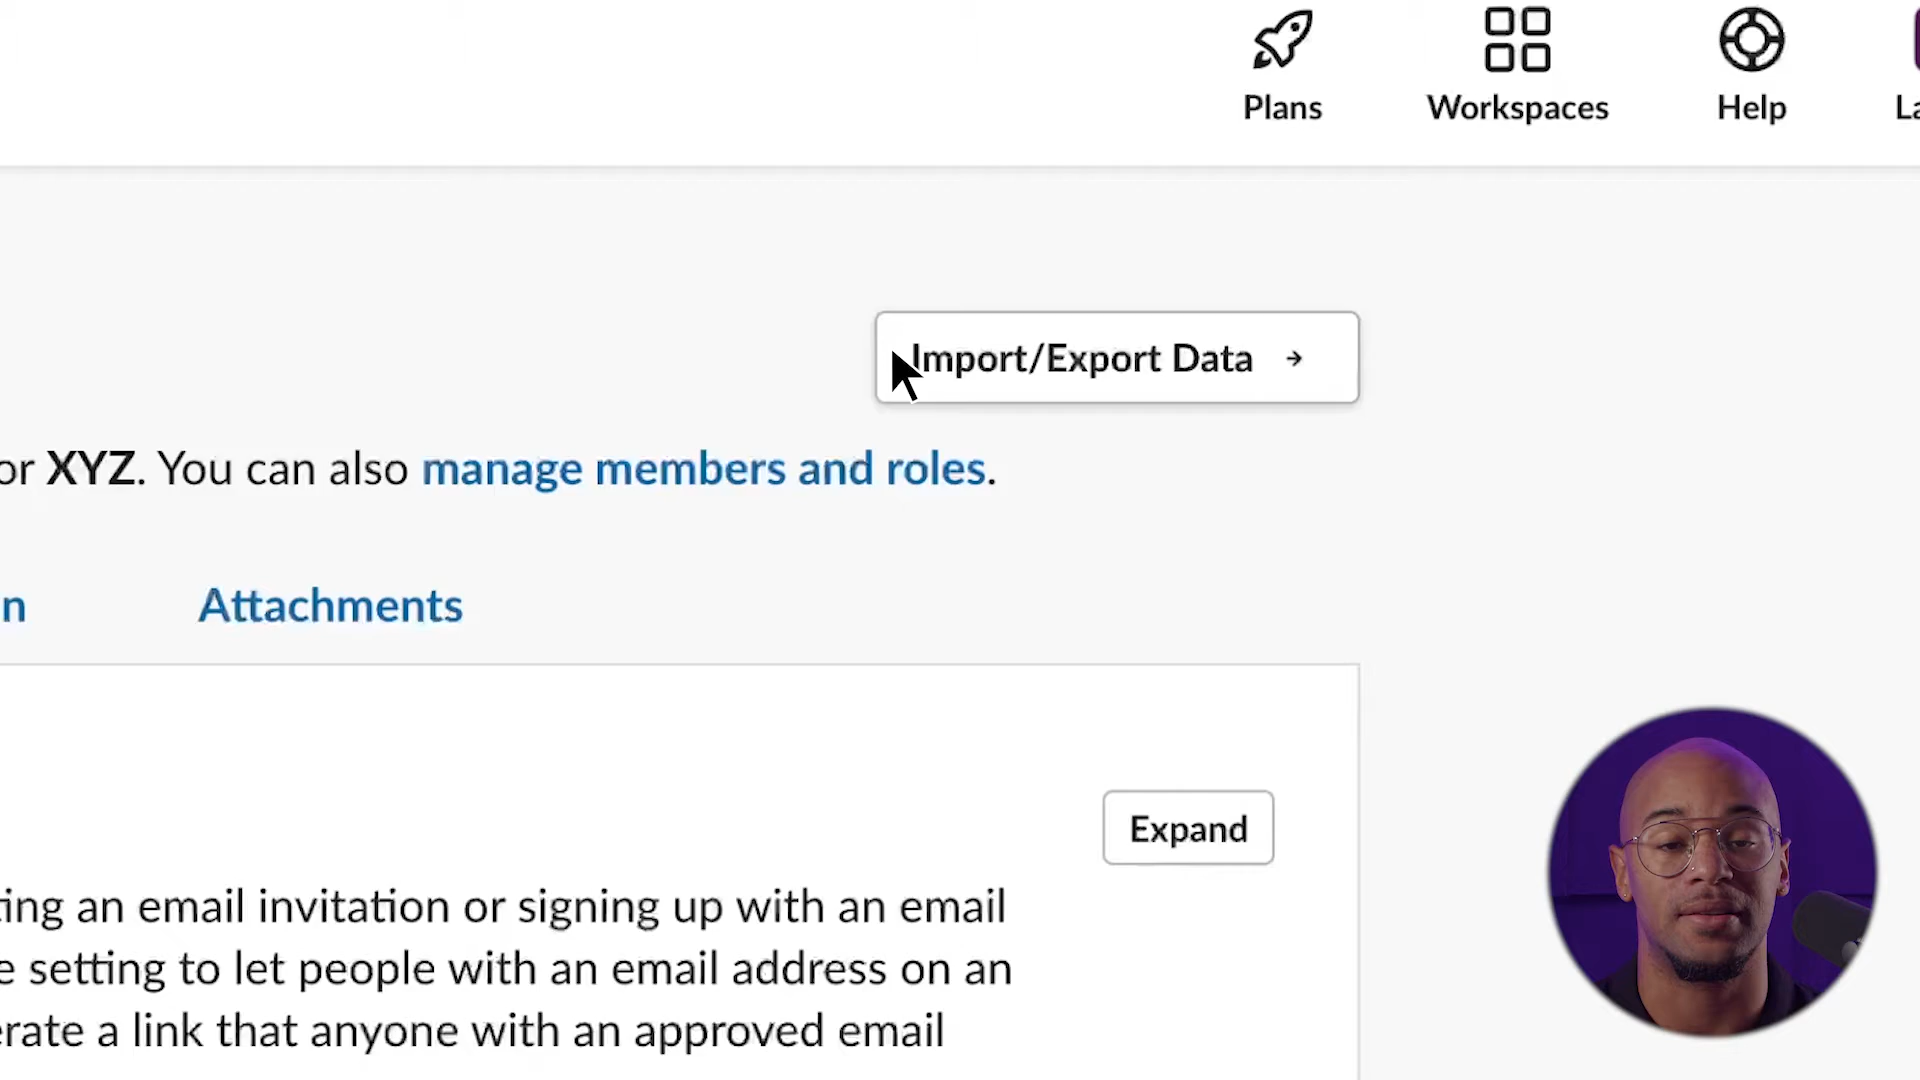 Plans
Workspaces
Help
Import/Export Data
or XYZ. You can also manage members and roles.
Attachments
Expand
an email invitation or signing up with an email
setting to let people with an email address on an
a link that anyone with an approved email